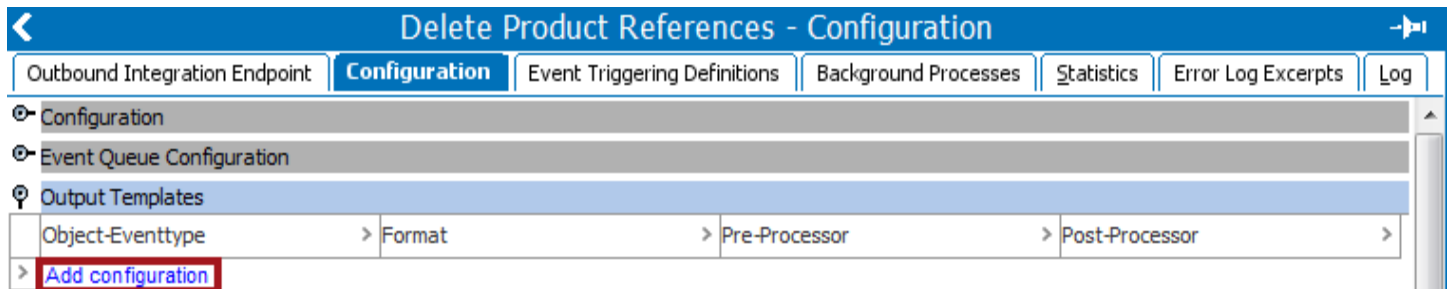 Delete Product References - Configuration
Outbound Integration Endpoint Configuration Event Triggering Definitions Background Processes Statistics Error Log Excerpts Log
Configuration
Event Queue Configuration
Output Templates
Object-Eventtype > Format > Pre-Processor > Post-Processor >
> Add configuration